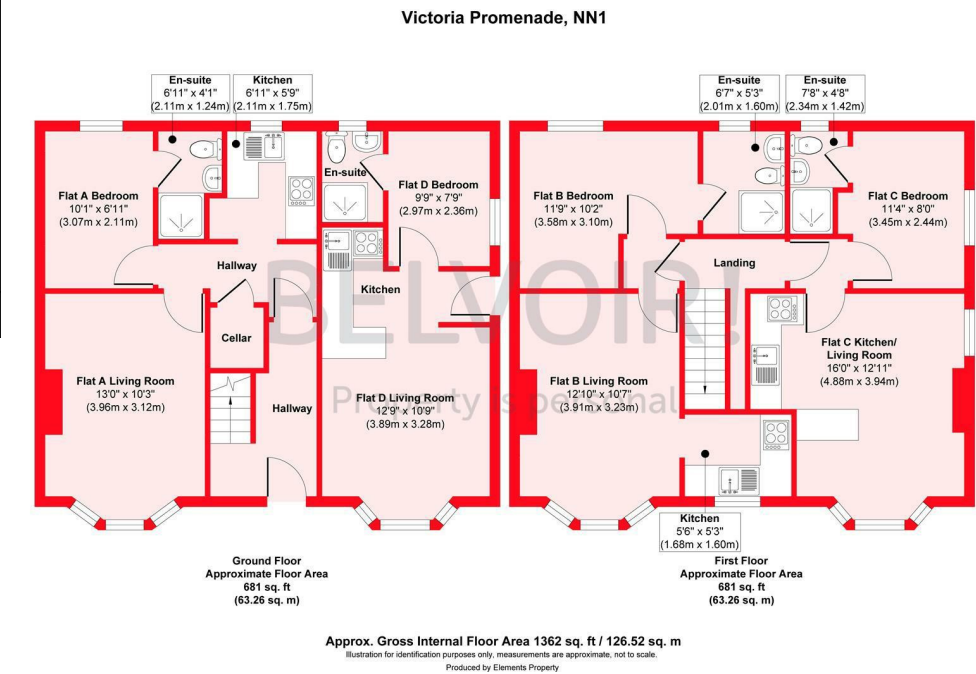 Victoria Promenade, NN1
En-suite
6'11" x 4'1"
(2.11m x 1.24m)
Kitchen
6'11" x 5'9"
(2.11m x 1.75m)
Flat A Bedroom
10'1" x 6'11"
(3.07m x 2.11m)
En-suite
Flat D Bedroom
9'9" x 7'9"
(2.97m x 2.36m)
Hallway
Kitchen
Cellar
Flat A Living Room
13'0" x 10'3"
(3.96m x 3.12m)
Hallway
Flat D Living Room
12'9" x 10'9"
(3.89m x 3.28m)
Ground Floor
Approximate Floor Area
681 sq. ft
(63.26 sq. m)
En-suite
6'7" x 5'3"
(2.01m x 1.60m)
En-suite
7'8" x 4'8"
(2.34m x 1.42m)
Flat B Bedroom
11'9" x 10'2"
(3.58m x 3.10m)
Flat C Bedroom
11'4" x 8'0"
(3.45m x 2.44m)
Landing
Flat C Kitchen/
Living Room
16'0" x 12'11"
(4.88m x 3.94m)
Flat B Living Room
12'10" x 10'7"
(3.91m x 3.23m)
Kitchen
5'6" x 5'3"
(1.68m x 1.60m)
First Floor
Approximate Floor Area
681 sq. ft
(63.26 sq. m)
BELVOIR!
Property is personal
Approx. Gross Internal Floor Area 1362 sq. ft / 126.52 sq. m
Illustration for identification purposes only, measurements are approximate, not to scale.
Produced by Elements Property